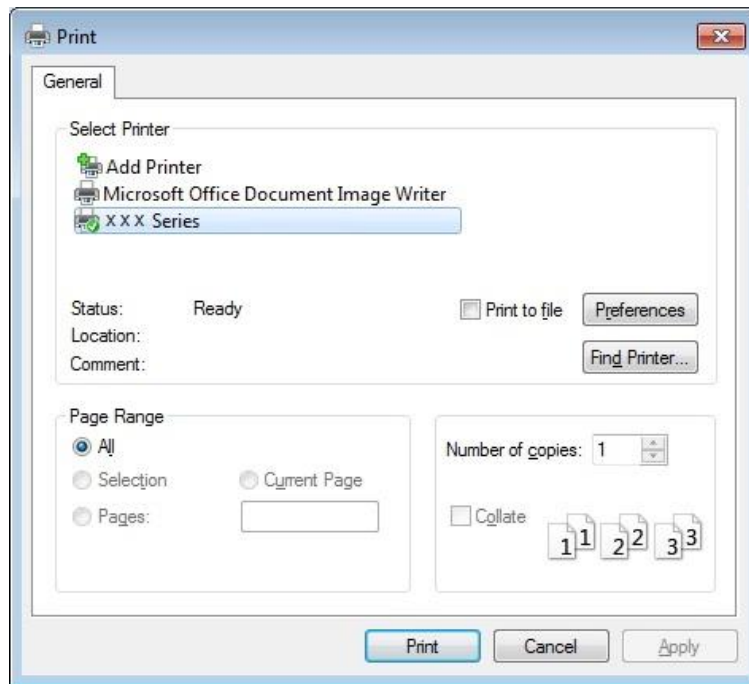 Print
General
Select Printer
Add Printer
Microsoft Office Document Image Writer
X X X Series
Status: Ready
Print to file
Preferences
Location:
Comment:
Find Printer...
Page Range
All
Selection
Current Page
Pages:
Number of copies: 1
Collate
1 1 2 2 3 3
Print
Cancel
Apply